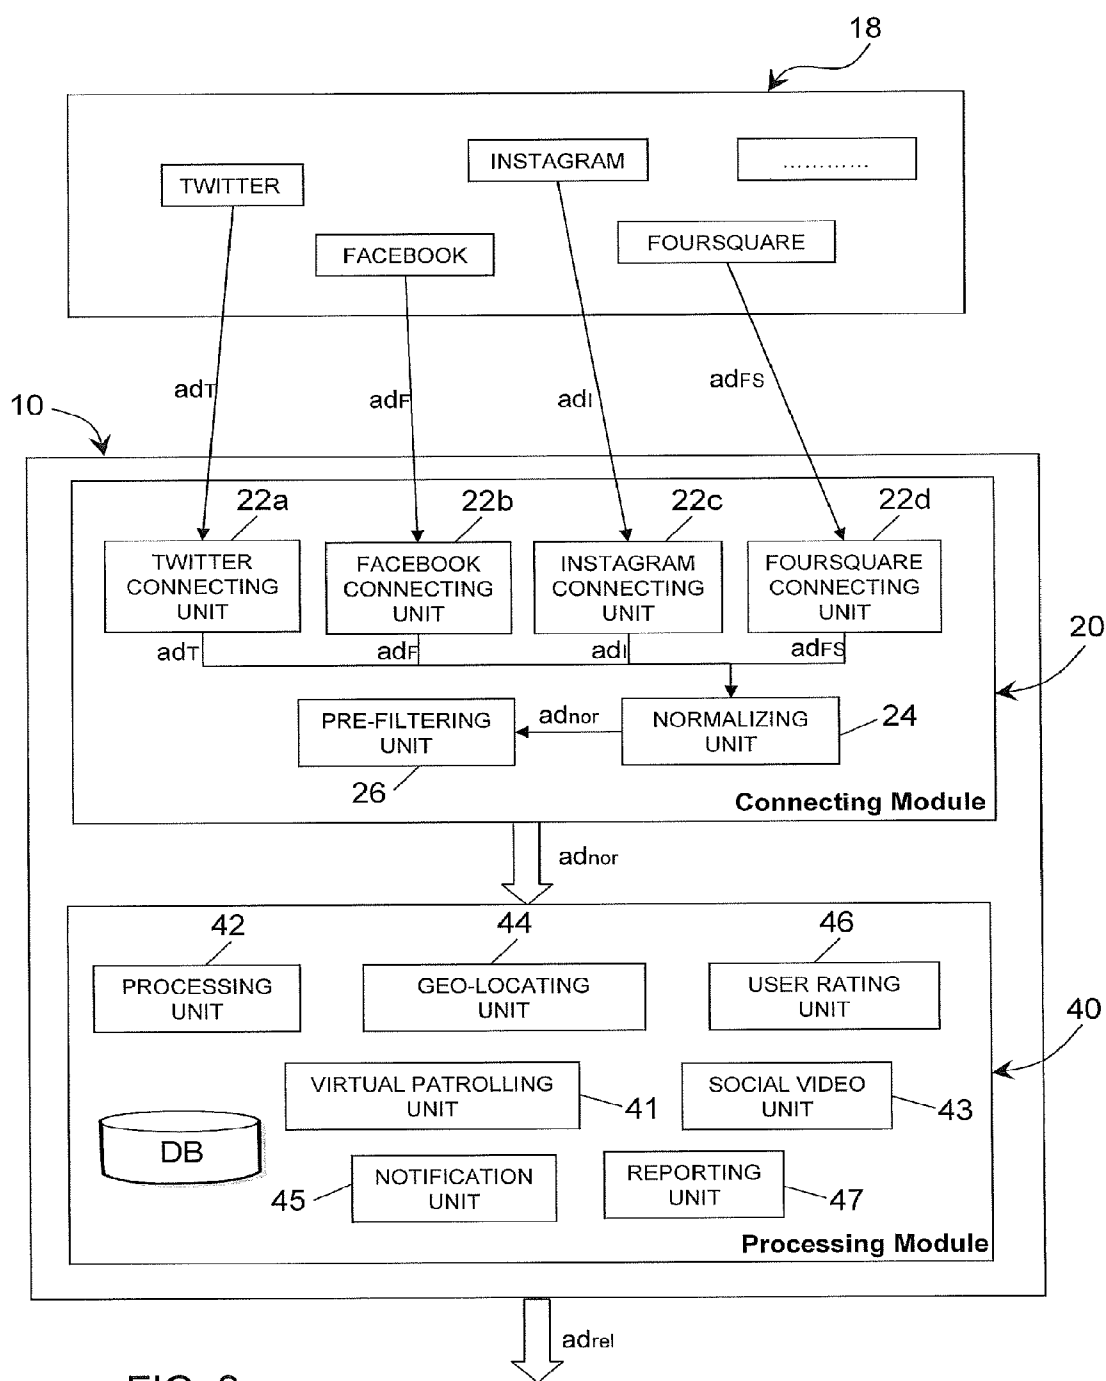 18
TWITTER
INSTAGRAM
............
FACEBOOK
FOURSQUARE
adT
adF
adI
adFS
10
22a
22b
22c
22d
TWITTER
CONNECTING
UNIT
FACEBOOK
CONNECTING
UNIT
INSTAGRAM
CONNECTING
UNIT
FOURSQUARE
CONNECTING
UNIT
adT
adF
adI
adFS
20
PRE-FILTERING
UNIT
adnor
NORMALIZING
UNIT
24
26
Connecting Module
adnor
42
44
46
PROCESSING
UNIT
GEO-LOCATING
UNIT
USER RATING
UNIT
40
VIRTUAL PATROLLING
UNIT
41
SOCIAL VIDEO
UNIT
43
DB
NOTIFICATION
UNIT
45
REPORTING
UNIT
47
Processing Module
adrel
FIG.